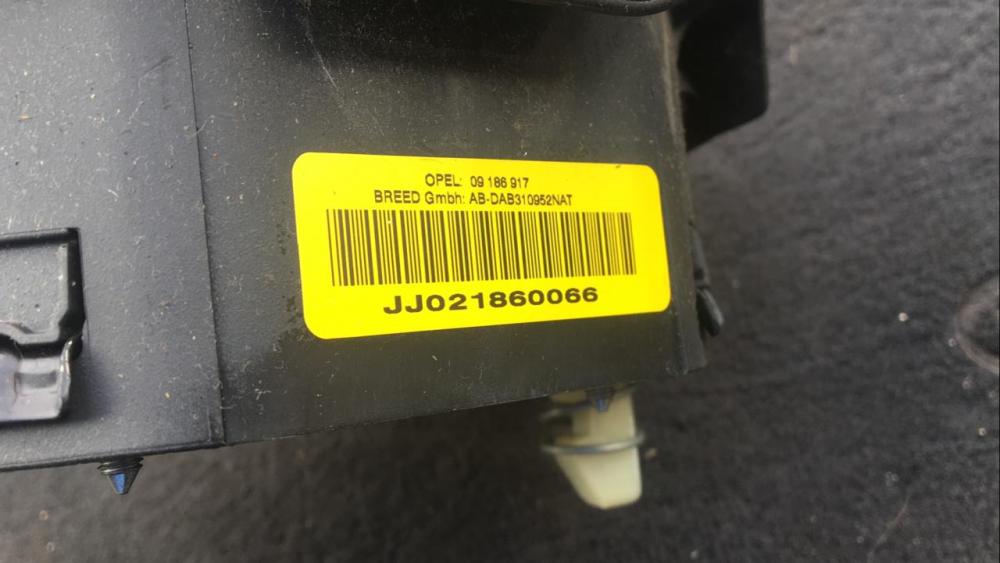 OPEL: 09 186 917
BREED Gmbh: AB-DAB310952NAT
JJ021860066